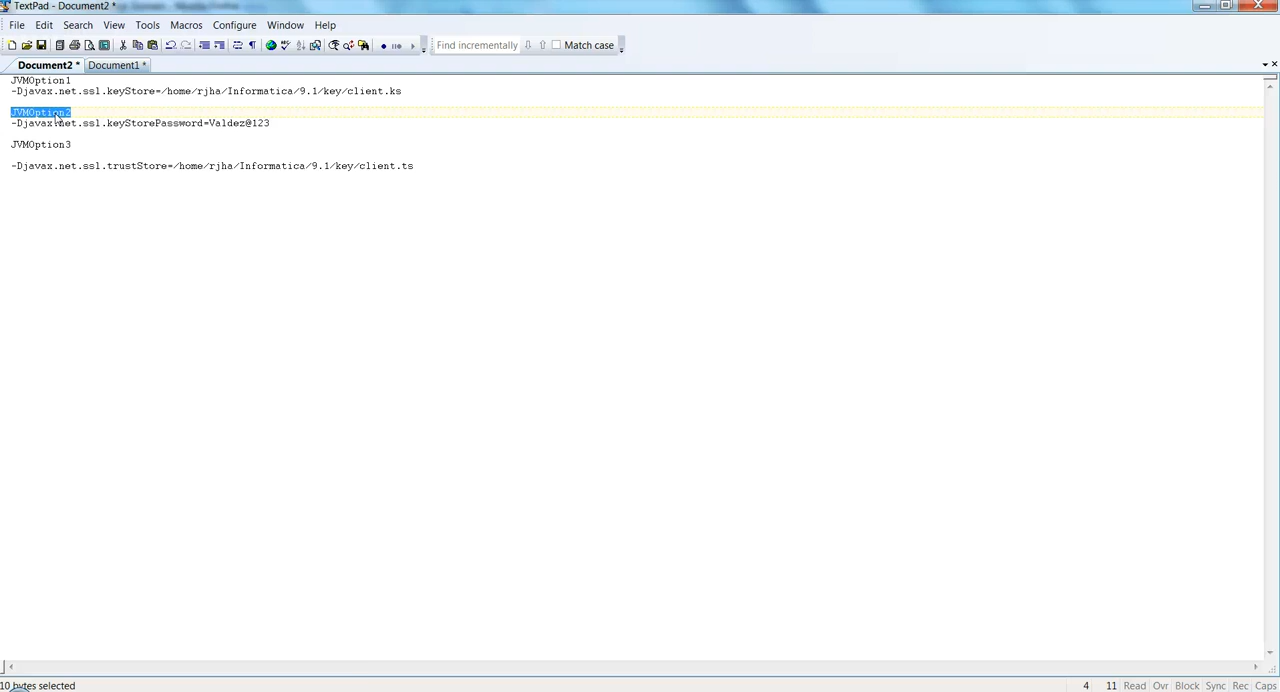 TextPad - Document2 *
File Edit Search View Tools Macros Configure Window Help
Find incrementally Match case
Document2 * Document1 *
JVMOption1
-Djavax.net.ssl.keyStore=/home/rjha/Informatica/9.1/key/client.ks
JVMOption2
-Djavax.net.ssl.keyStorePassword=Valdez@123
JVMOption3
-Djavax.net.ssl.trustStore=/home/rjha/Informatica/9.1/key/client.ts
10 bytes selected 4 11 Read Ovr Block Sync Rec Caps